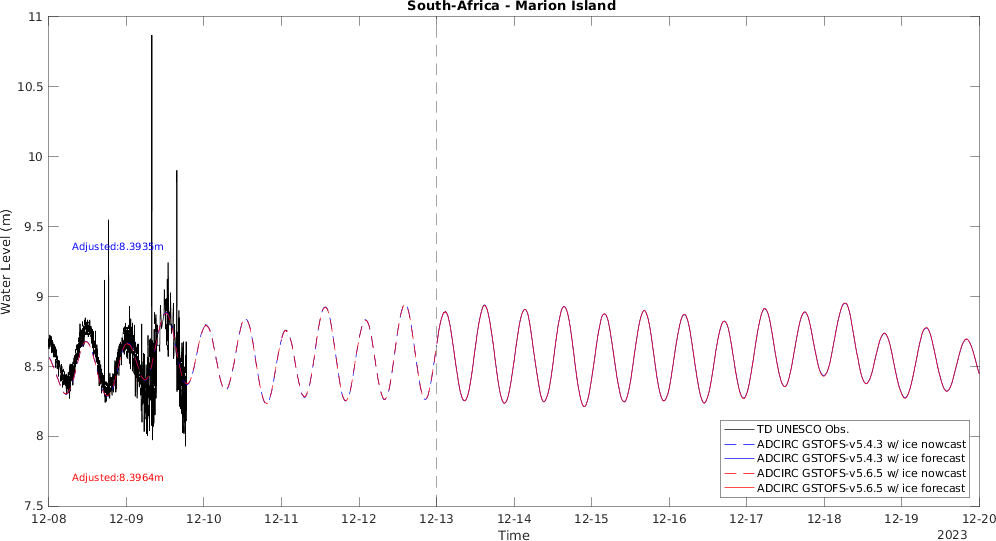 South-Africa - Marion Island
11
10.5
10
9.5
9
8.5
8
7.5
Water Level (m)
Adjusted:8.3935m
Adjusted:8.3964m
TD UNESCO Obs.
ADCIRC GSTOFS-v5.4.3 w/ ice nowcast
ADCIRC GSTOFS-v5.4.3 w/ ice forecast
ADCIRC GSTOFS-v5.6.5 w/ ice nowcast
ADCIRC GSTOFS-v5.6.5 w/ ice forecast
12-08 12-09 12-10 12-11 12-12 12-13 12-14 12-15 12-16 12-17 12-18 12-19 12-20
Time
2023